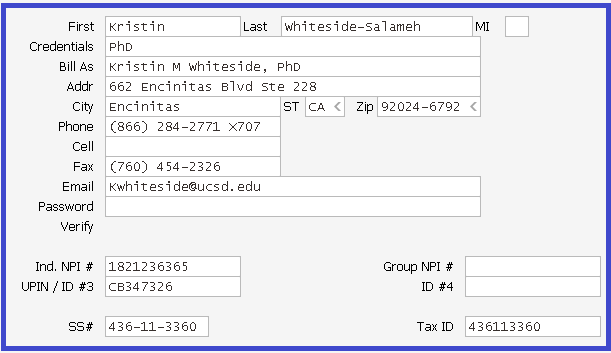 First Kristin Last Whiteside-Salameh MI
Credentials PhD
Bill As Kristin M Whiteside, PhD
Addr 662 Encinitas Blvd Ste 228
City Encinitas ST CA < Zip 92024-6792 <
Phone (866) 284-2771 X707
Cell
Fax (760) 454-2326
Email Kwhiteside@ucsd.edu
Password
Verify
Ind. NPI # 1821236365 Group NPI #
UPIN / ID #3 CB347326 ID #4
SS# 436-11-3360 Tax ID 436113360